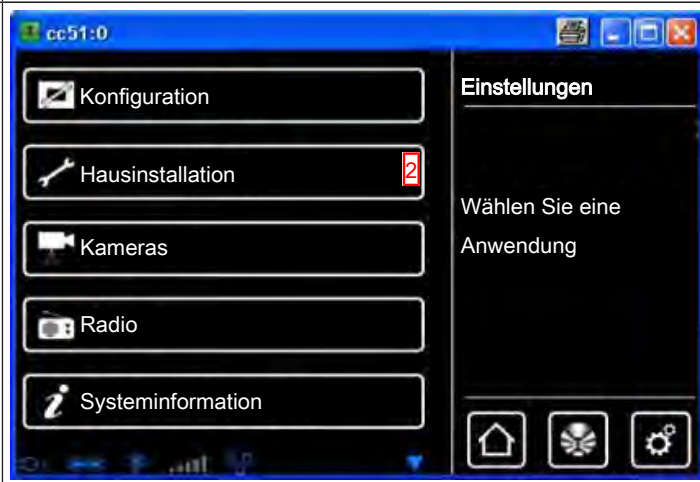 cc51:0
Konfiguration
Hausinstallation 2
Kameras
Radio
Systeminformation
Einstellungen
Wählen Sie eine
Anwendung